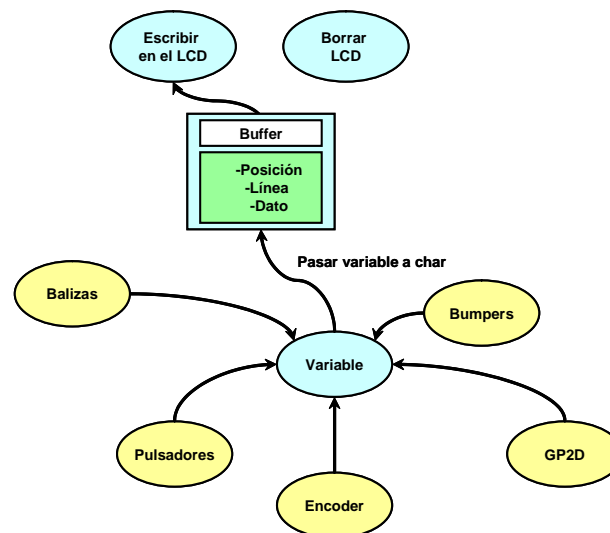 Escribir
en el LCD
Borrar
LCD
Buffer
-Posición
-Línea
-Dato
Pasar variable a char
Balizas
Bumpers
Variable
Pulsadores
GP2D
Encoder